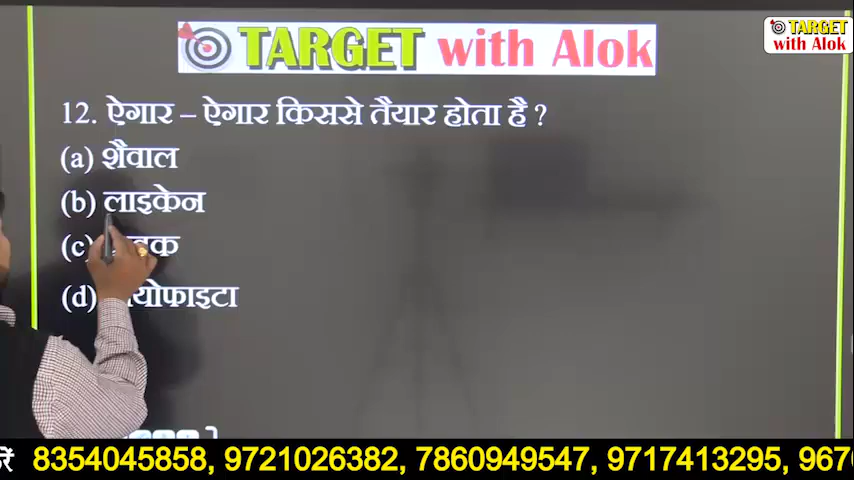 TARGET with Alok
TARGET
with Alok
12. ऐगार – ऐगार किससे तैयार होता है ?
(a) शैवाल
(b) लाइकेन
(c)
(d)
8354045858, 9721026382, 7860949547, 9717413295,